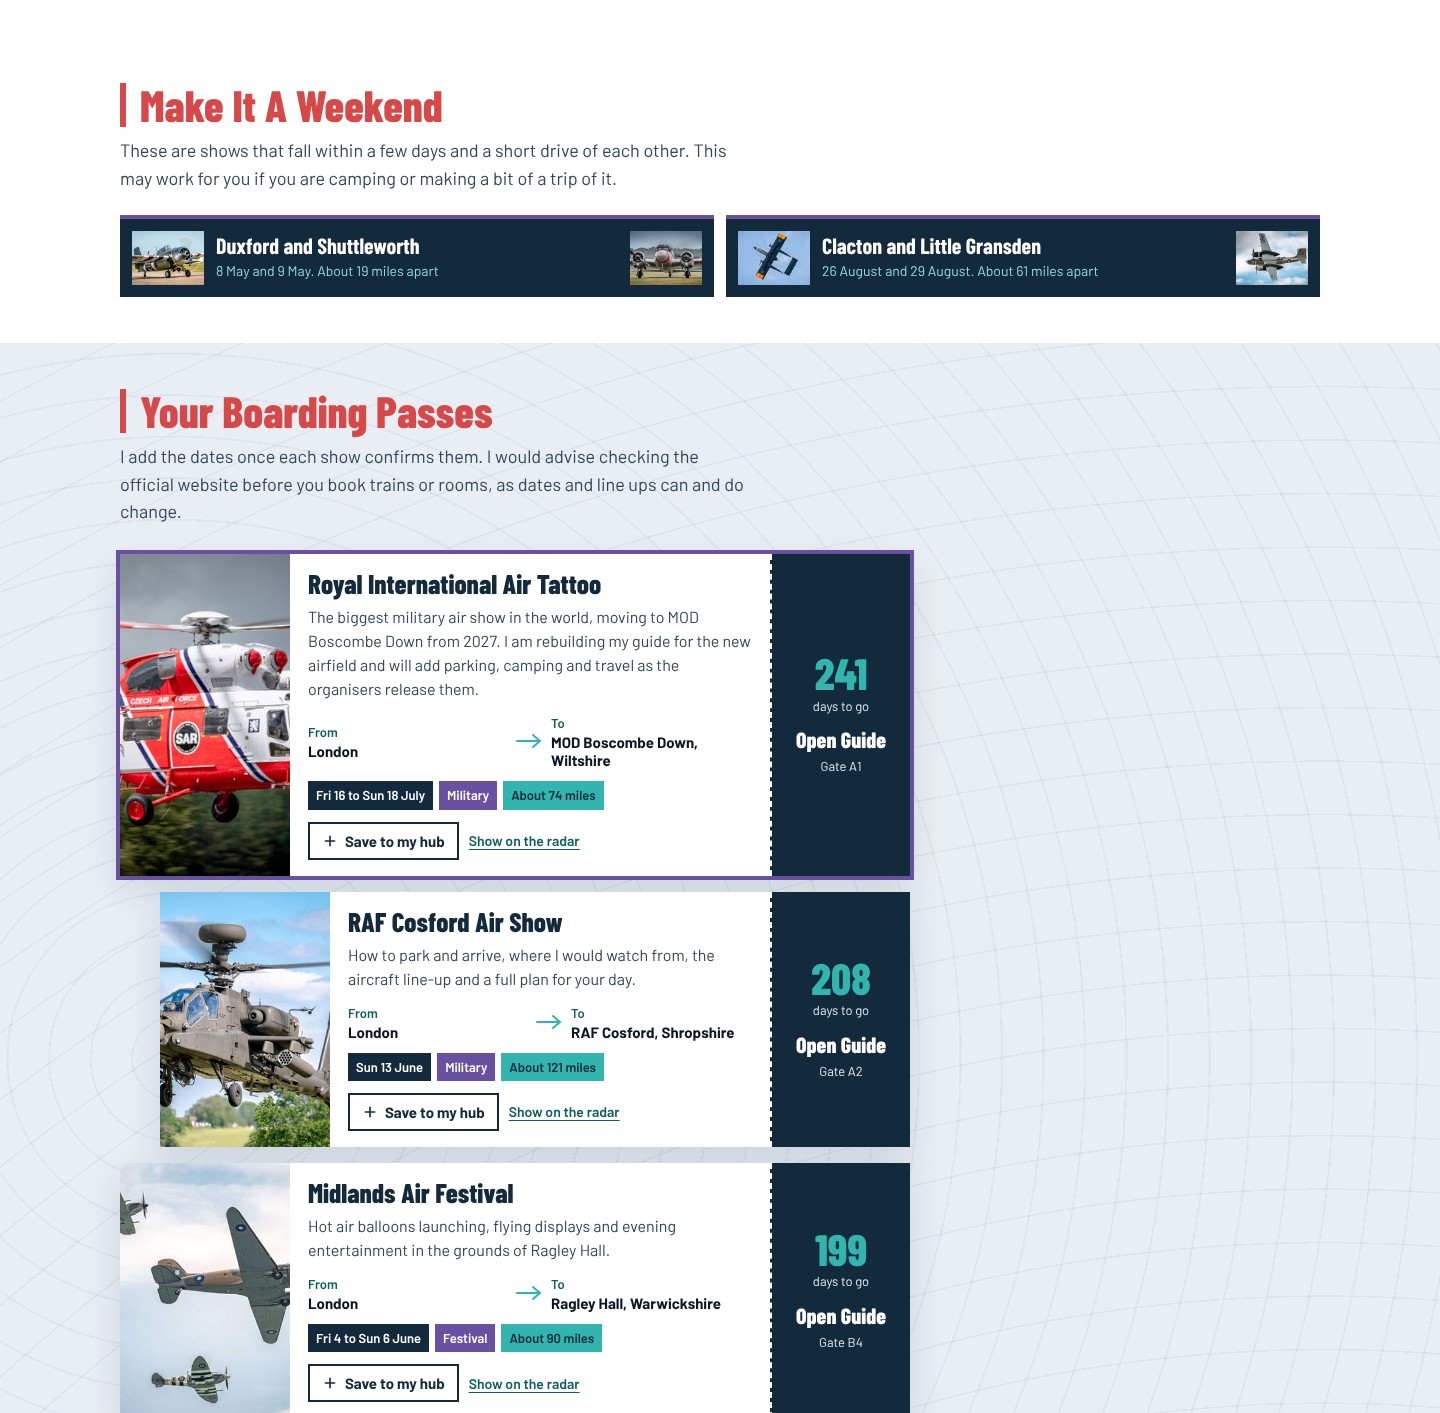 Make It A Weekend
These are shows that fall within a few days and a short drive of each other. This
may work for you if you are camping or making a bit of a trip of it.
Duxford and Shuttleworth
8 May and 9 May. About 19 miles apart
Clacton and Little Gransden
26 August and 29 August. About 61 miles apart
Your Boarding Passes
I add the dates once each show confirms them. I would advise checking the
official website before you book trains or rooms, as dates and line ups can and do
change.
Royal International Air Tattoo
The biggest military air show in the world, moving to MOD
Boscombe Down from 2027. I am rebuilding my guide for the new
airfield and will add parking, camping and travel as the
organisers release them.
From
London
To
MOD Boscombe Down,
Wiltshire
Fri 16 to Sun 18 July
Military
About 74 miles
Save to my hub
Show on the radar
241
days to go
Open Guide
Gate A1
CZECH AIR FORCE
SAR
RAF Cosford Air Show
How to park and arrive, where I would watch from, the
aircraft line-up and a full plan for your day.
From
London
To
RAF Cosford, Shropshire
Sun 13 June
Military
About 121 miles
Save to my hub
Show on the radar
208
days to go
Open Guide
Gate A2
Midlands Air Festival
Hot air balloons launching, flying displays and evening
entertainment in the grounds of Ragley Hall.
From
London
To
Ragley Hall, Warwickshire
Fri 4 to Sun 6 June
Festival
About 90 miles
Save to my hub
Show on the radar
199
days to go
Open Guide
Gate B4